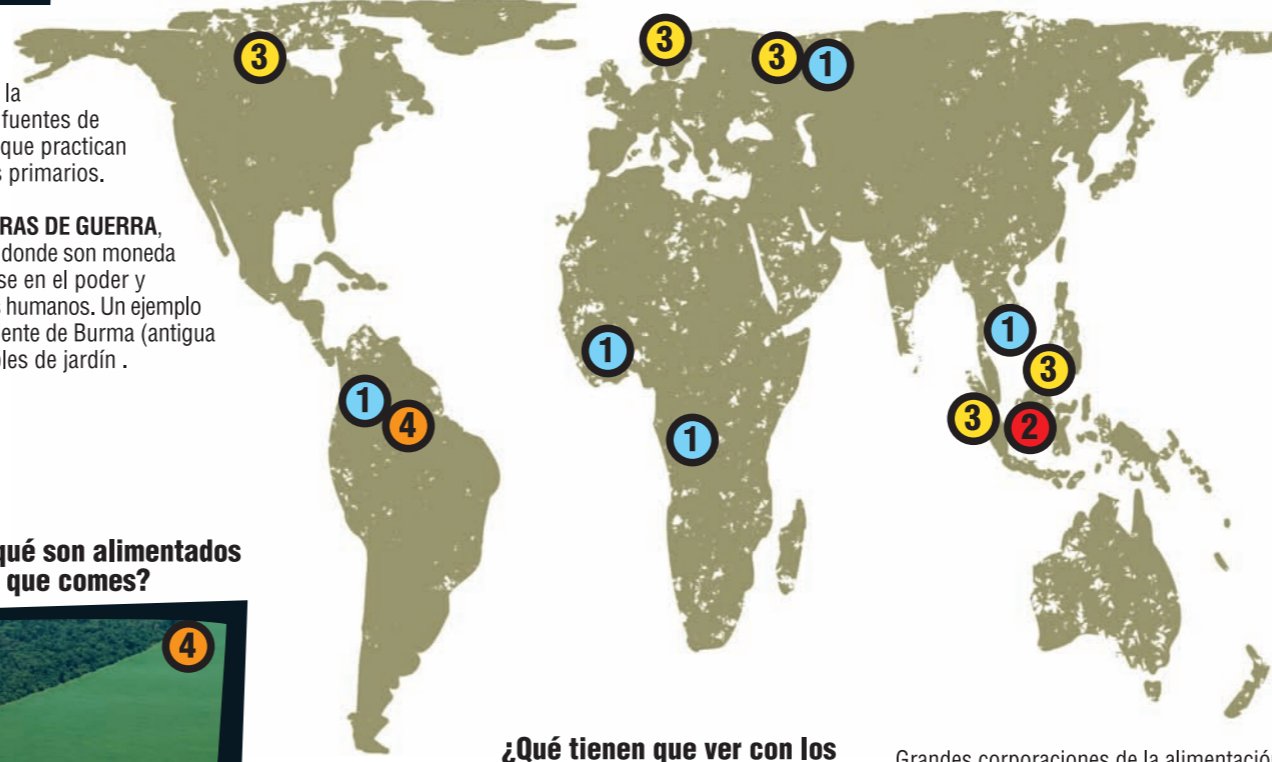 la
fuentes de
que practican
s primarios.
RAS DE GUERRA,
donde son moneda
se en el poder y
s humanos. Un ejemplo
ente de Burma (antigua
les de jardín .
3
3
3
1
1
1
3
1
4
1
3
2
qué son alimentados
que comes?
4
¿Qué tienen que ver con los
Grandes corporaciones de la alimentación